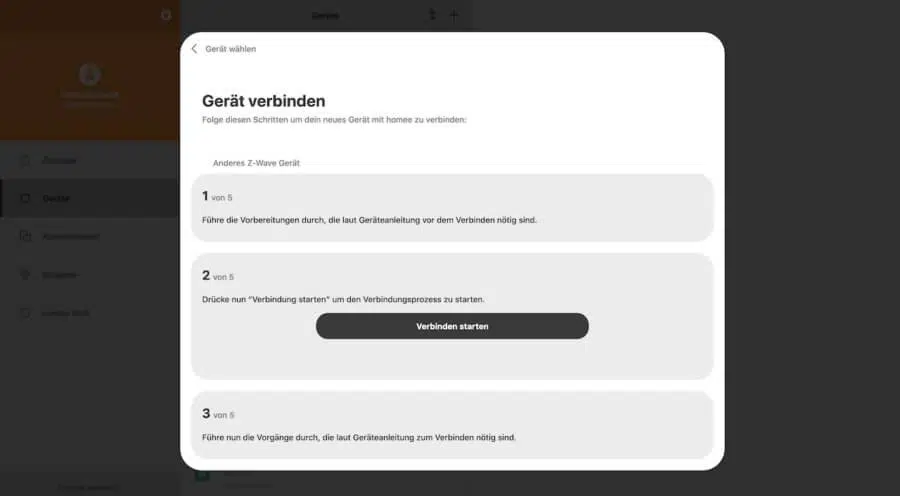 Geräte
Gerät wählen
Gerät verbinden
Folge diesen Schritten um dein neues Gerät mit homee zu verbinden:
Anderes Z-Wave Gerät
1 von 5
Führe die Vorbereitungen durch, die laut Geräteanleitung vor dem Verbinden nötig sind.
Geräte
2 von 5
Drücke nun "Verbindung starten" um den Verbindungsprozess zu starten.
Verbinden starten
3 von 5
Führe nun die Vorgänge durch, die laut Geräteanleitung zum Verbinden nötig sind.